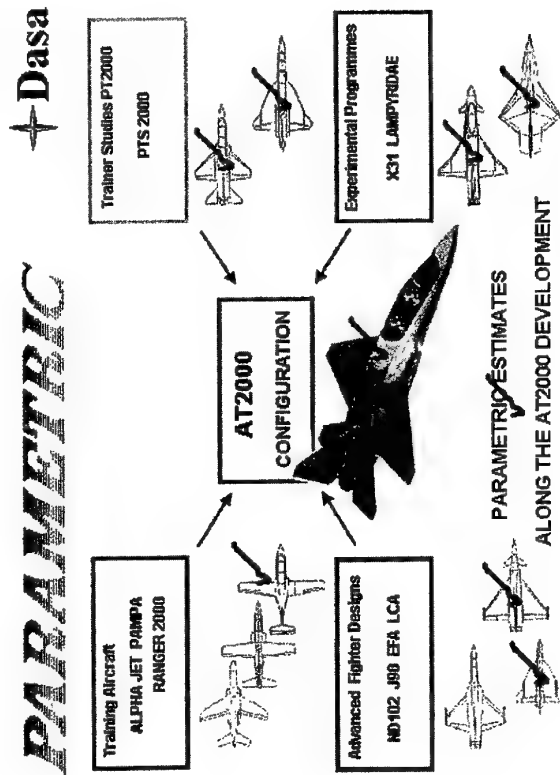 PARAMETRIC
Dasa
Training Aircraft
ALPHA JET PAMPA
RANGER 2000
Trainer Studies PT2000
PTS 2000
AT2000
CONFIGURATION
Advanced Fighter Designs
ND102 J90 EFA LCA
Experimental Programmes
X31 LAMPYRIDAE
PARAMETRIC ESTIMATES
ALONG THE AT2000 DEVELOPMENT